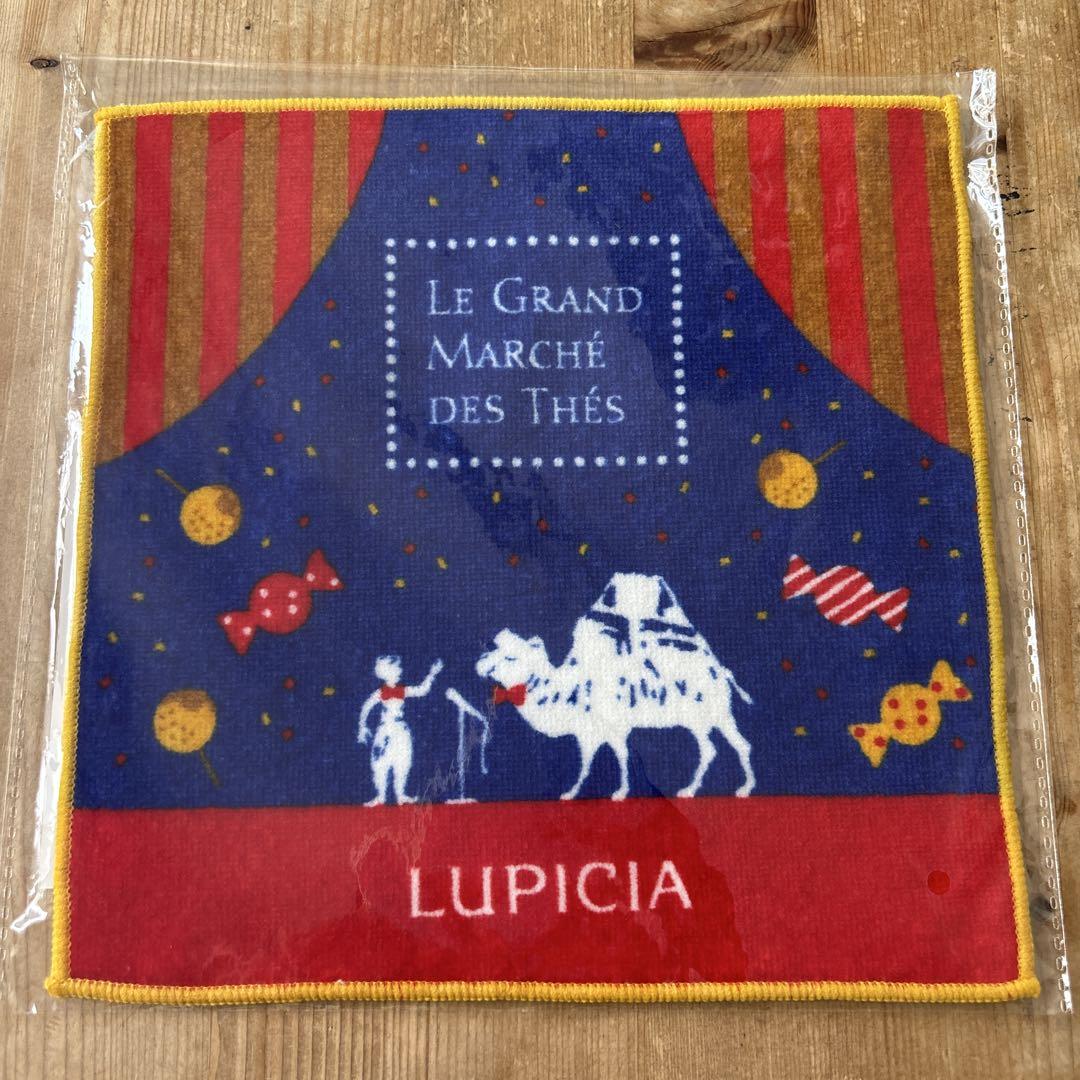 LE GRAND
MARCHÉ
DES THÉS
LUPICIA